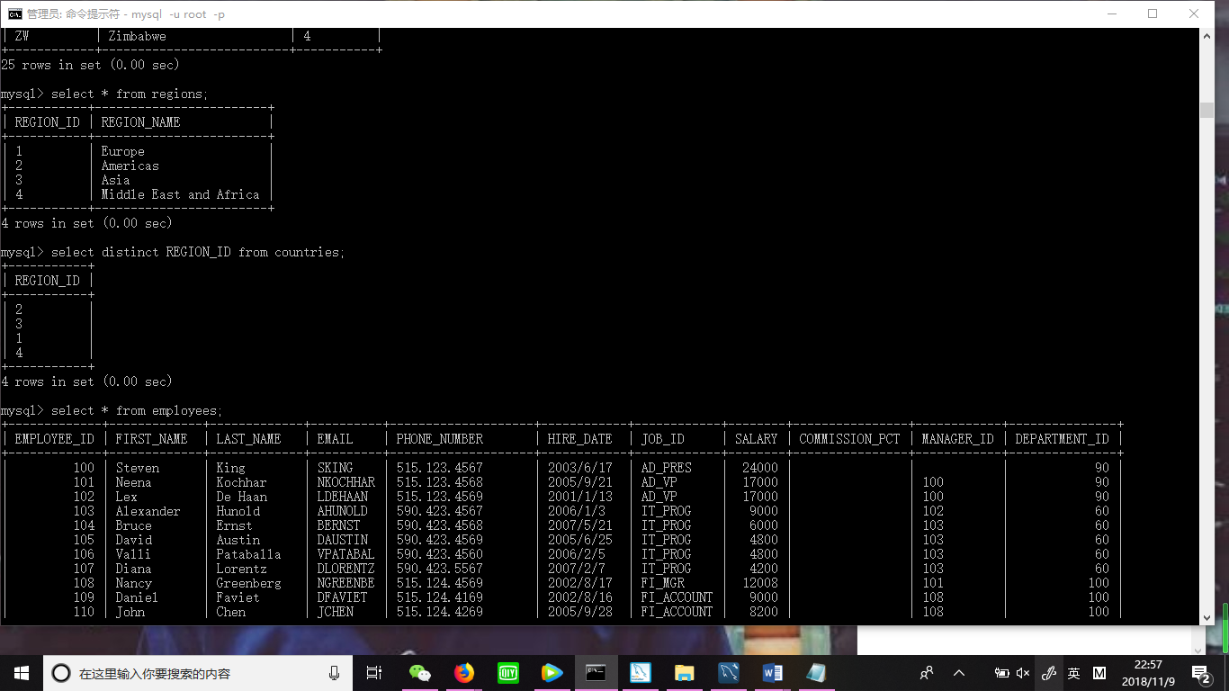 管理员: 命令提示符 - mysql -u root -p
| ZW | Zimbabwe | 4 |
25 rows in set (0.00 sec)
mysql> select * from regions;
| REGION_ID | REGION_NAME |
| 1 | Europe |
| 2 | Americas |
| 3 | Asia |
| 4 | Middle East and Africa |
4 rows in set (0.00 sec)
mysql> select distinct REGION_ID from countries;
| REGION_ID |
| 2 |
| 3 |
| 1 |
| 4 |
4 rows in set (0.00 sec)
mysql> select * from employees;
| EMPLOYEE_ID | FIRST_NAME | LAST_NAME | EMAIL | PHONE_NUMBER | HIRE_DATE | JOB_ID | SALARY | COMMISSION_PCT | MANAGER_ID | DEPARTMENT_ID |
| 100 | Steven | King | SKING | 515.123.4567 | 2003/6/17 | AD_PRES | 24000 | | | 90 |
| 101 | Neena | Kochhar | NKOCHHAR | 515.123.4568 | 2005/9/21 | AD_VP | 17000 | | 100 | 90 |
| 102 | Lex | De Haan | LDEHAAN | 515.123.4569 | 2001/1/13 | AD_VP | 17000 | | 100 | 90 |
| 103 | Alexander | Hunold | AHUNOLD | 590.423.4567 | 2006/1/3 | IT_PROG | 9000 | | 102 | 60 |
| 104 | Bruce | Ernst | BERNST | 590.423.4568 | 2007/5/21 | IT_PROG | 6000 | | 103 | 60 |
| 105 | David | Austin | DAUSTIN | 590.423.4569 | 2005/6/25 | IT_PROG | 4800 | | 103 | 60 |
| 106 | Valli | Pataballa | VPATABAL | 590.423.4560 | 2006/2/5 | IT_PROG | 4800 | | 103 | 60 |
| 107 | Diana | Lorentz | DLORENTZ | 590.423.5567 | 2007/2/7 | IT_PROG | 4200 | | 103 | 60 |
| 108 | Nancy | Greenberg | NGREENBE | 515.124.4569 | 2002/8/17 | FI_MGR | 12008 | | 101 | 100 |
| 109 | Daniel | Faviet | DFAVIET | 515.124.4169 | 2002/8/16 | FI_ACCOUNT | 9000 | | 108 | 100 |
| 110 | John | Chen | JCHEN | 515.124.4269 | 2005/9/28 | FI_ACCOUNT | 8200 | | 108 | 100 |
在这里输入你要搜索的内容
QIY
英 M
22:57
2018/11/9
2